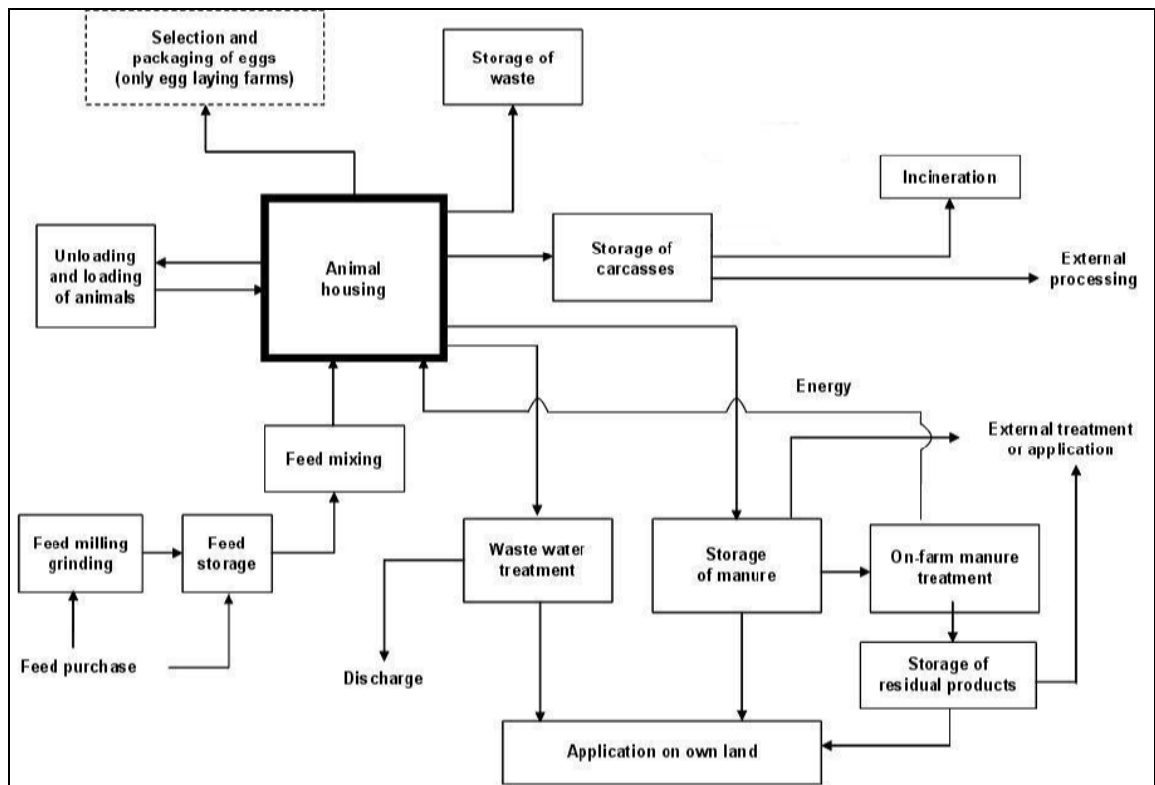 Selection and
packaging of eggs
(only egg laying farms)
Storage of
waste
Incineration
Unloading
and loading
of animals
Animal
housing
Storage of
carcasses
External
processing
Energy
External treatment
or application
Feed mixing
Feed milling
grinding
Feed
storage
Waste water
treatment
Storage
of manure
On-farm manure
treatment
Feed purchase
Discharge
Storage of
residual products
Application on own land